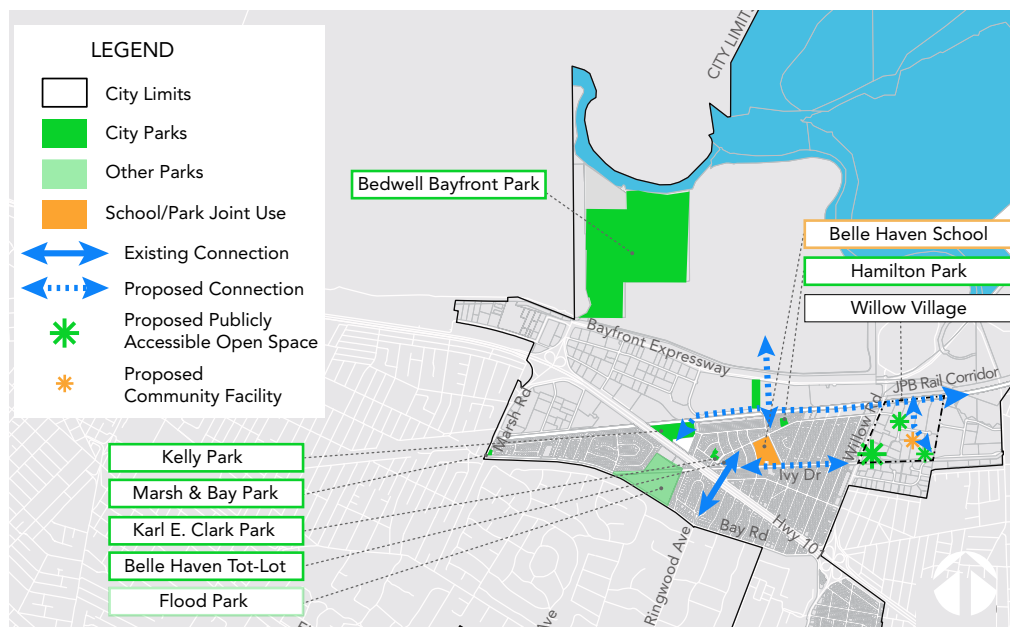 LEGEND
City Limits
City Parks
Other Parks
School/Park Joint Use
Existing Connection
Proposed Connection
Proposed Publicly
Accessible Open Space
Proposed
Community Facility
CITY LIMITS
Bedwell Bayfront Park
Belle Haven School
Hamilton Park
Willow Village
Bayfront Expressway
JPB Rail Corridor
Marsh Rd
Willow Rd
Ivy Dr
Hwy 101
Bay Rd
Ringwood Ave
Ave
Kelly Park
Marsh & Bay Park
Karl E. Clark Park
Belle Haven Tot-Lot
Flood Park